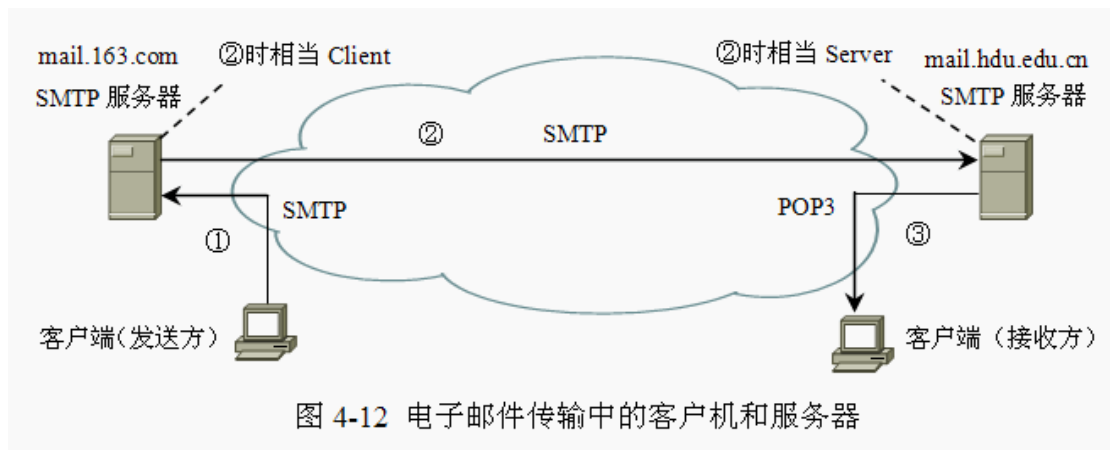 mail.163.com
SMTP 服务器
②时相当 Client
②时相当 Server
mail.hdu.edu.cn
SMTP 服务器
②
SMTP
SMTP
①
POP3
③
客户端(发送方)
客户端（接收方）
图 4-12 电子邮件传输中的客户机和服务器